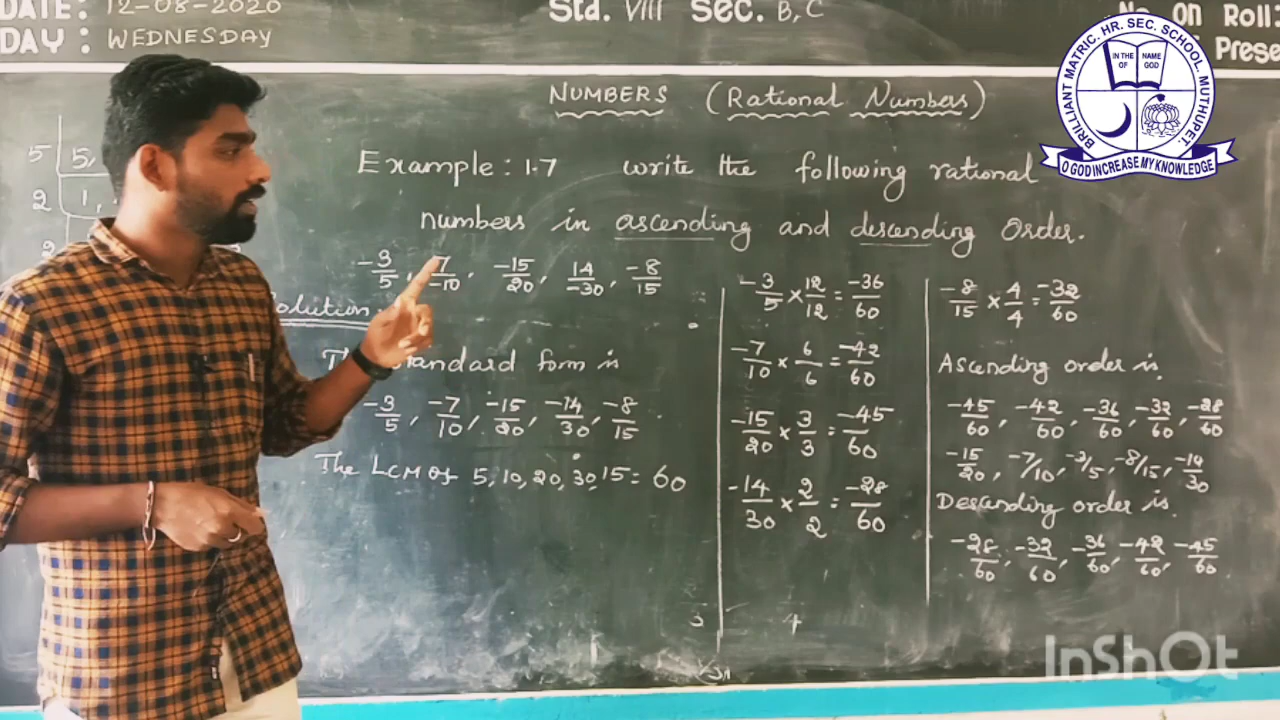 DATE: 12-08-2020
DAY: WEDNESDAY
Std. VIII Sec. B, C
No. On Roll:
Prese
BRILLIANT MATRIC. HR. SEC. SCHOOL. MUTHUPET.
IN THE NAME
OF GOD
O GOD INCREASE MY KNOWLEDGE
NUMBERS (Rational Numbers)
Example: 1.7 write the following rational
numbers in ascending and descending order.
-3/5, 7/-10, -15/20, 14/-30, -8/15
Solution
standard form is
-3/5, -7/10, -15/20, -14/30, -8/15.
The LCM of 5, 10, 20, 30, 15 = 60
-3/5 × 12/12 = -36/60
-7/10 × 6/6 = -42/60
-15/20 × 3/3 = -45/60
-14/30 × 2/2 = -28/60
-8/15 × 4/4 = -32/60
Ascending order is.
-45/60, -42/60, -36/60, -32/60, -28/60
-15/20, -7/10, -3/5, -8/15, -14/30
Descending order is.
-28/60, -32/60, -36/60, -42/60, -45/60
5 5,
2 1,
2
InShOt